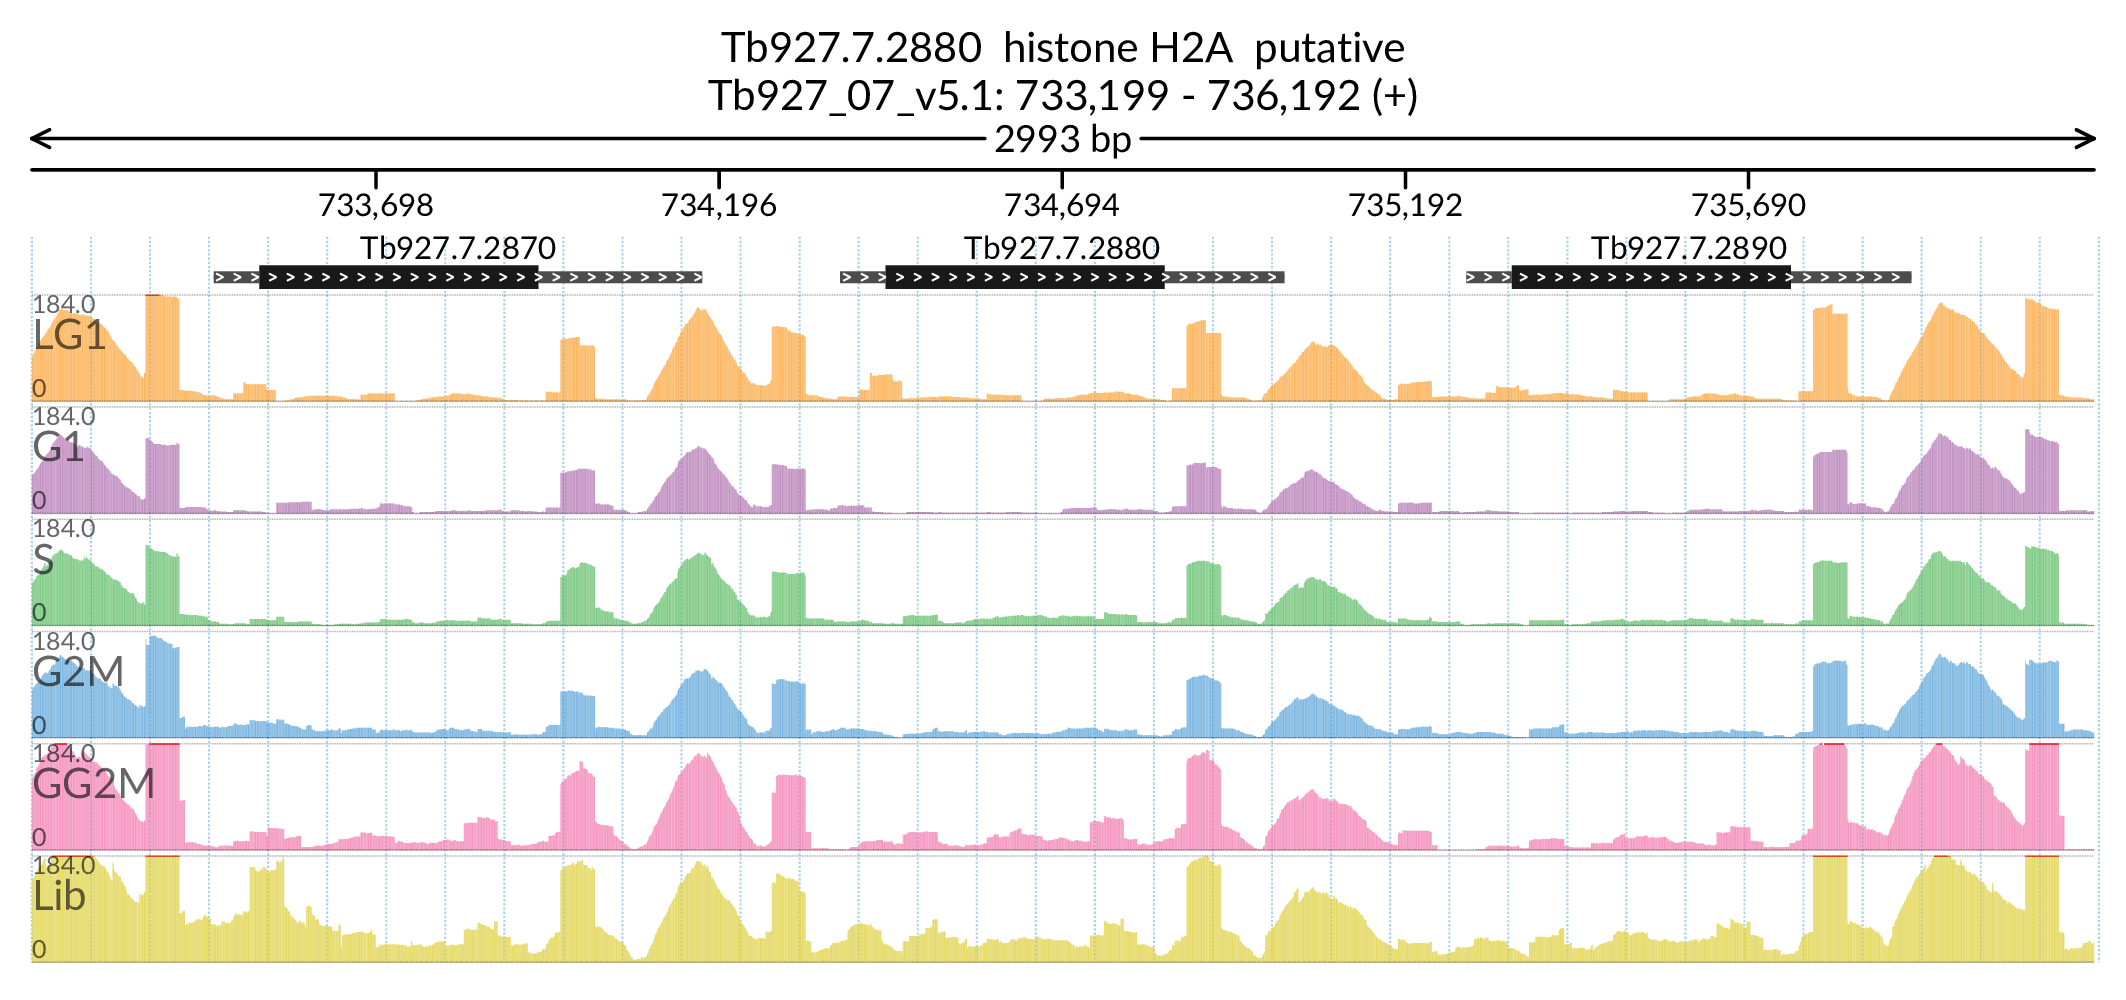 Tb927.7.2880 histone H2A putative
Tb927_07_v5.1: 733,199 - 736,192 (+)
2993 bp
733,698 734,196 734,694 735,192 735,690
Tb927.7.2870 Tb927.7.2880 Tb927.7.2890
184.0
LG1
0
184.0
G1
0
184.0
S
0
184.0
G2M
0
184.0
GG2M
0
184.0
Lib
0